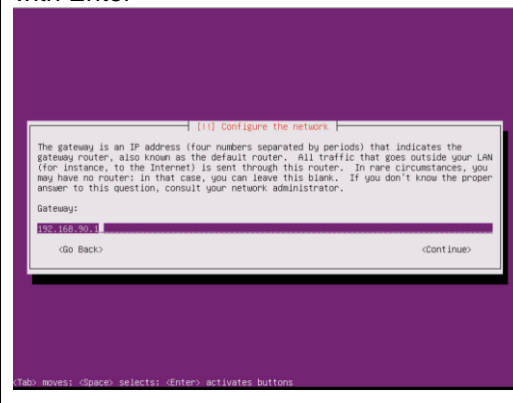 with Enter
[!!] Configure the network
The gateway is an IP address (four numbers separated by periods) that indicates the
gateway router, also known as the default router.  All traffic that goes outside your LAN
(for instance, to the Internet) is sent through this router.  In rare circumstances, you
may have no router; in that case, you can leave this blank.  If you don't know the proper
answer to this question, consult your network administrator.
Gateway:
192.168.90.1
<Go Back> <Continue>
<Tab> moves; <Space> selects; <Enter> activates buttons